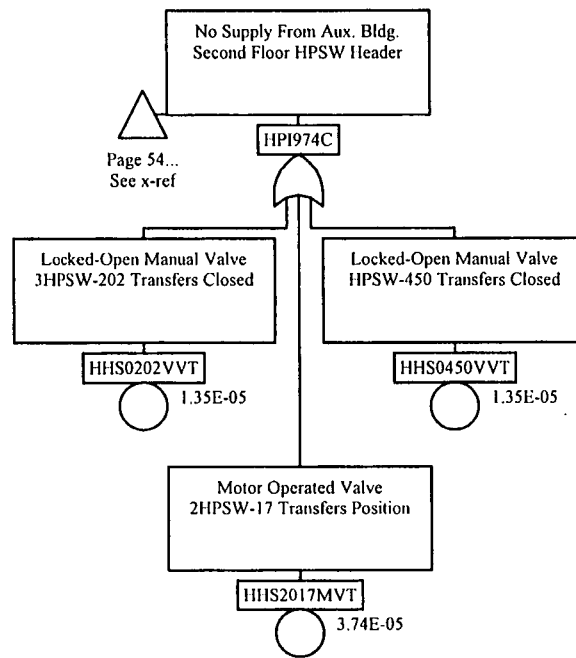 No Supply From Aux. Bldg.
Second Floor HPSW Header
HPI974C
Page 54...
See x-ref
Locked-Open Manual Valve
3HPSW-202 Transfers Closed
HHS0202VVT
1.35E-05
Locked-Open Manual Valve
HPSW-450 Transfers Closed
HHS0450VVT
1.35E-05
Motor Operated Valve
2HPSW-17 Transfers Position
HHS2017MVT
3.74E-05